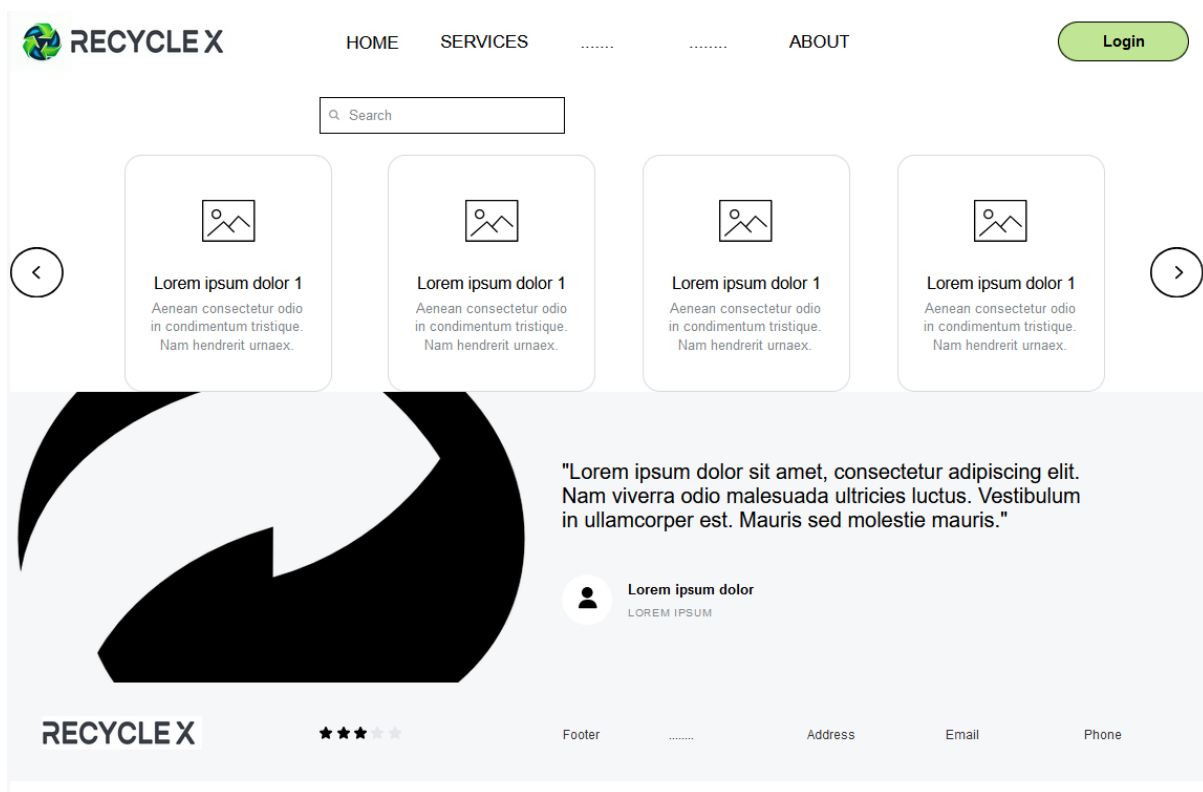 RECYCLE X
HOME SERVICES ....... ........ ABOUT
Login
Search
Lorem ipsum dolor 1
Aenean consectetur odio
in condimentum tristique.
Nam hendrerit urnaex.
Lorem ipsum dolor 1
Aenean consectetur odio
in condimentum tristique.
Nam hendrerit urnaex.
Lorem ipsum dolor 1
Aenean consectetur odio
in condimentum tristique.
Nam hendrerit urnaex.
Lorem ipsum dolor 1
Aenean consectetur odio
in condimentum tristique.
Nam hendrerit urnaex.
"Lorem ipsum dolor sit amet, consectetur adipiscing elit.
Nam viverra odio malesuada ultricies luctus. Vestibulum
in ullamcorper est. Mauris sed molestie mauris."
Lorem ipsum dolor
LOREM IPSUM
RECYCLE X
Footer ........ Address Email Phone